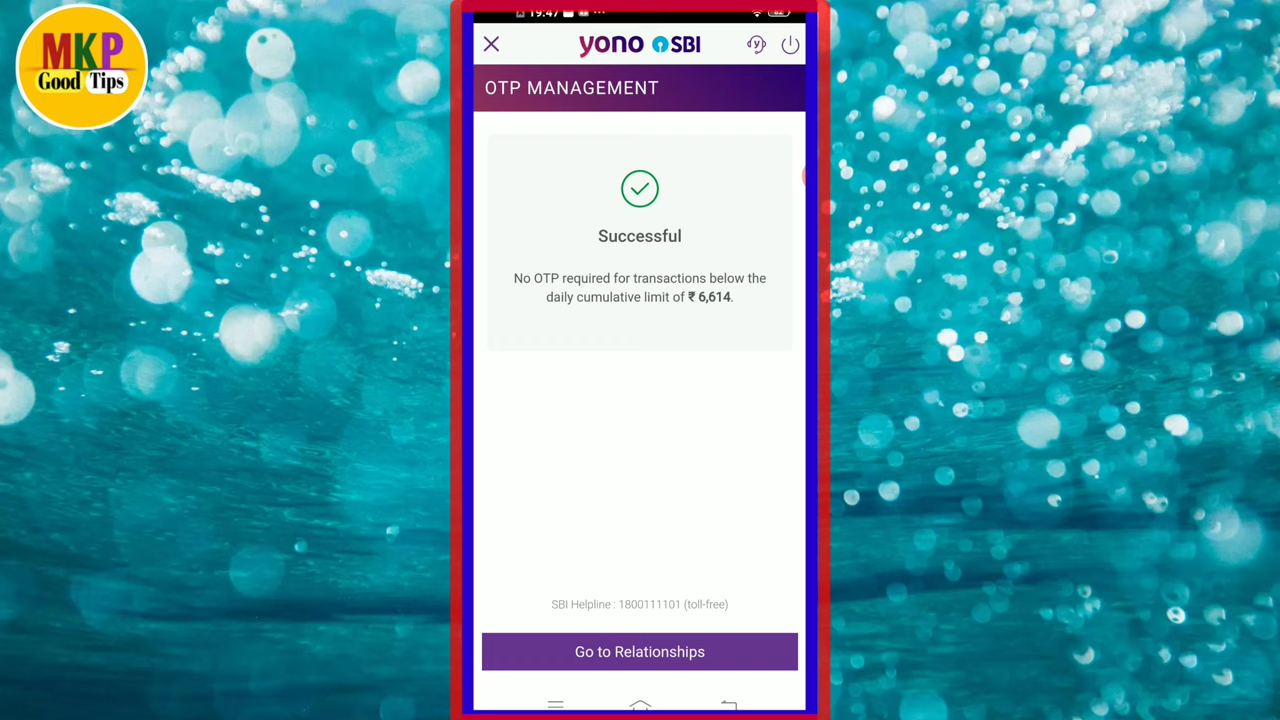 MKP
Good Tips
19:47
yono SBI
OTP MANAGEMENT
Successful
No OTP required for transactions below the
daily cumulative limit of ₹ 6,614.
SBI Helpline : 1800111101 (toll-free)
Go to Relationships